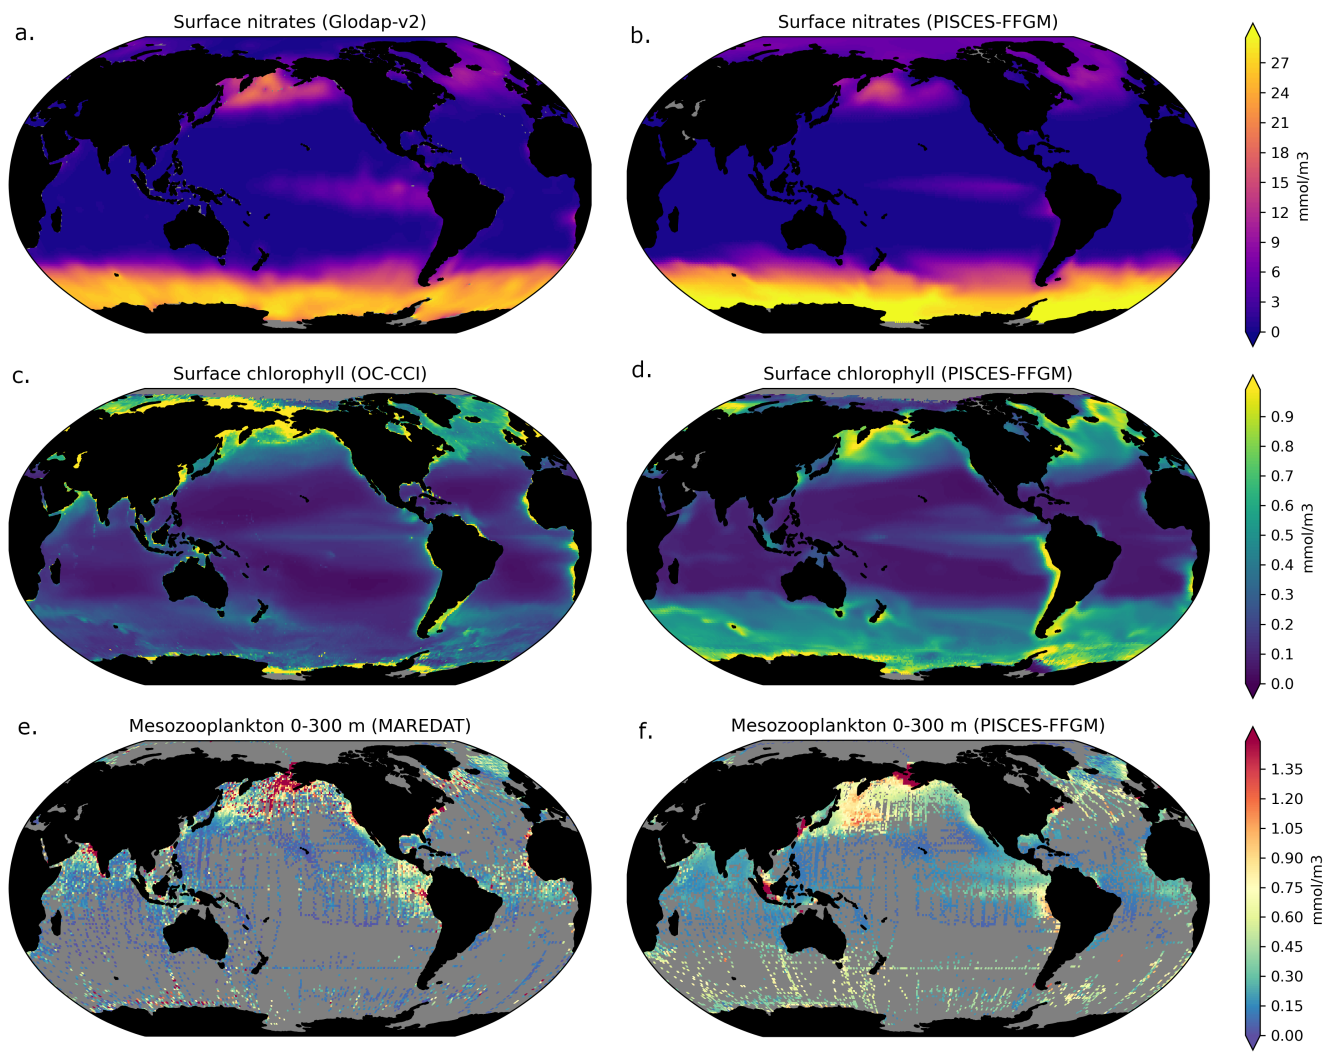 a.
Surface nitrates (Glodap-v2)
b.
Surface nitrates (PISCES-FFGM)
27
24
21
18
15
12
9
6
3
0
mmol/m3
c.
Surface chlorophyll (OC-CCI)
d.
Surface chlorophyll (PISCES-FFGM)
0.9
0.8
0.7
0.6
0.5
0.4
0.3
0.2
0.1
0.0
mmol/m3
e.
Mesozooplankton 0-300 m (MAREDAT)
f.
Mesozooplankton 0-300 m (PISCES-FFGM)
1.35
1.20
1.05
0.90
0.75
0.60
0.45
0.30
0.15
0.00
mmol/m3